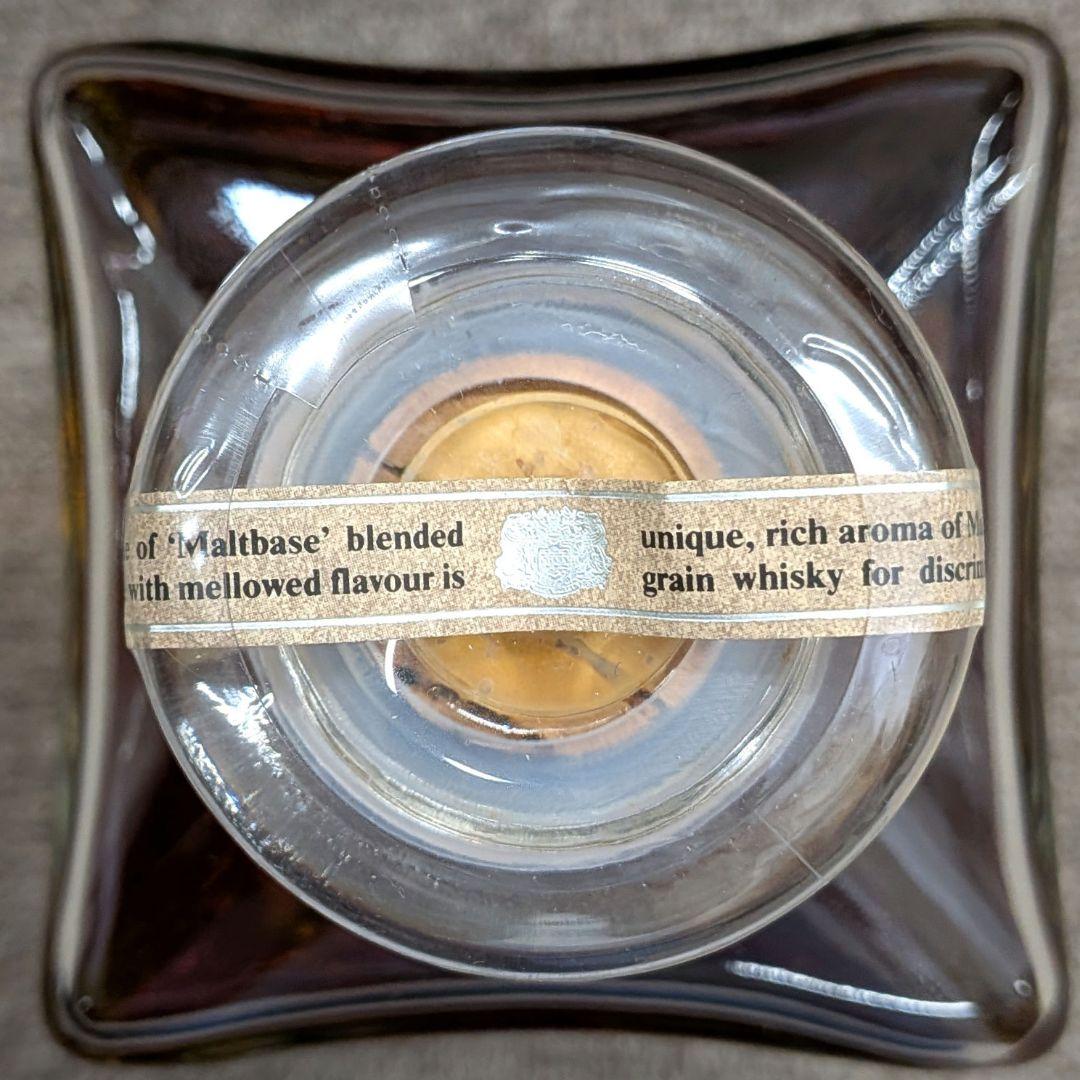 of ‘Maltbase’ blended
with mellowed flavour is
unique, rich aroma of
grain whisky for